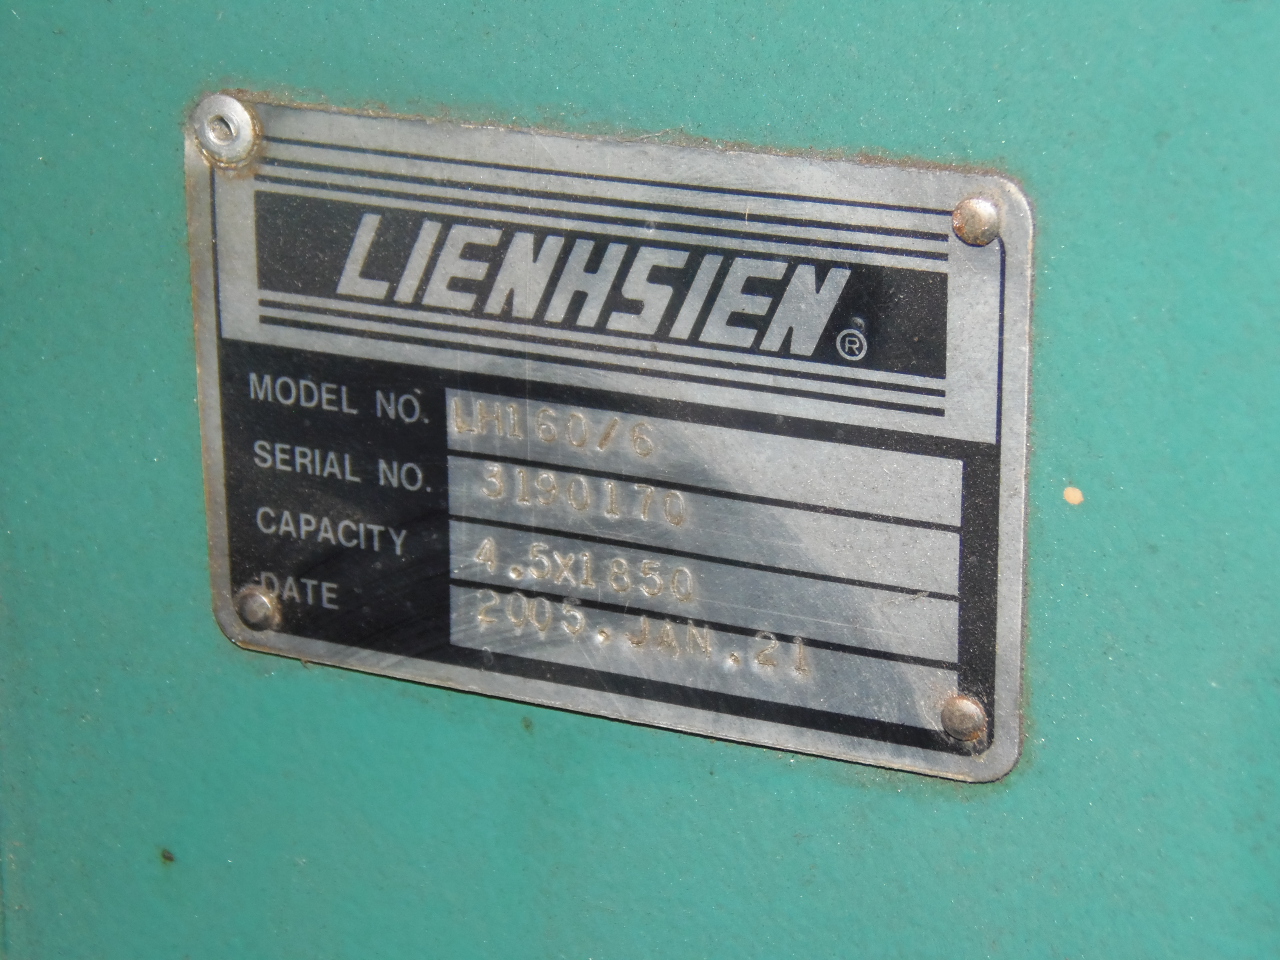 LIENHSIEN®
MODEL NO. LH160/6
SERIAL NO. 3190170
CAPACITY 4.5X1850
DATE 2005.JAN.21